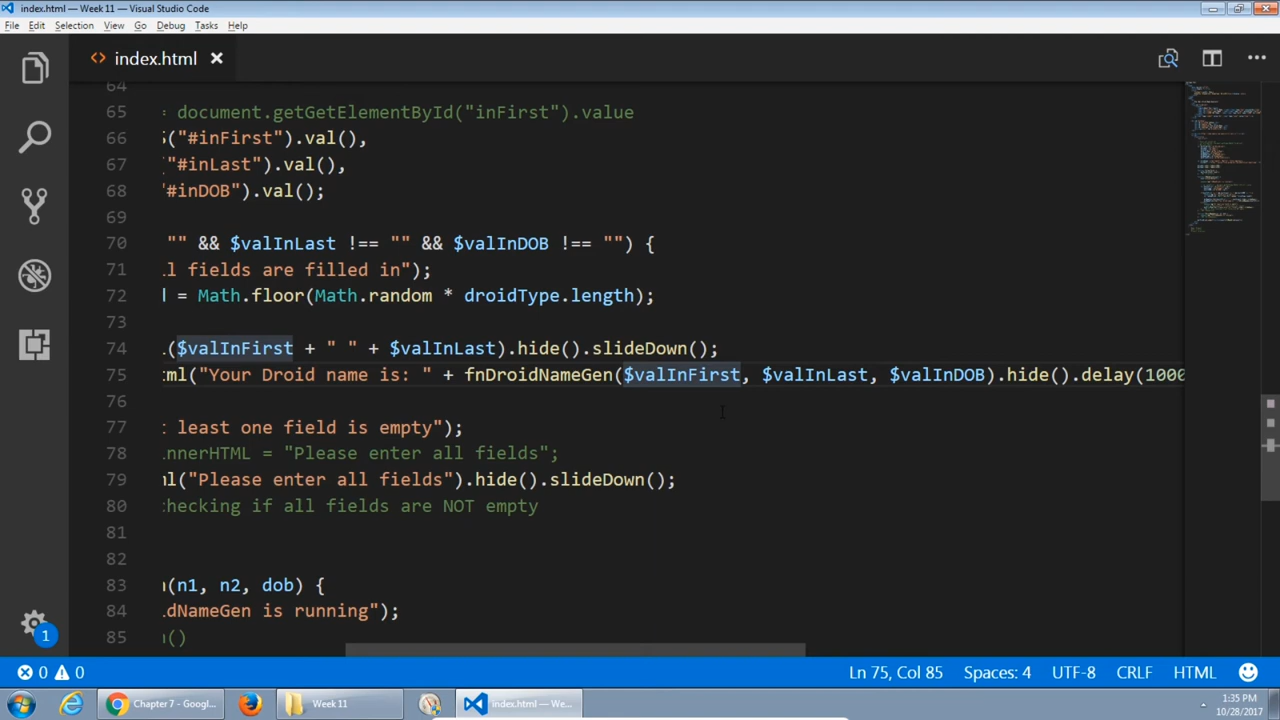 index.html — Week 11 - Visual Studio Code
File Edit Selection View Go Debug Tasks Help
<> index.html
64
65 = document.getGetElementById("inFirst").value
66 ("#inFirst").val(),
67 ("#inLast").val(),
68 "#inDOB").val();
69
70 "" && $valInLast !== "" && $valInDOB !== "") {
71 ll fields are filled in");
72 d = Math.floor(Math.random * droidType.length);
73
74 l($valInFirst + " " + $valInLast).hide().slideDown();
75 tml("Your Droid name is: " + fnDroidNameGen($valInFirst, $valInLast, $valInDOB).hide().delay(1000
76
77 t least one field is empty");
78 innerHTML = "Please enter all fields";
79 ml("Please enter all fields").hide().slideDown();
80 checking if all fields are NOT empty
81
82
83 n(n1, n2, dob) {
84 idNameGen is running");
85 n()
1
0 0 Ln 75, Col 85 Spaces: 4 UTF-8 CRLF HTML
Chapter 7 - Googl... Week 11 index.html — We...
1:35 PM
10/28/2017